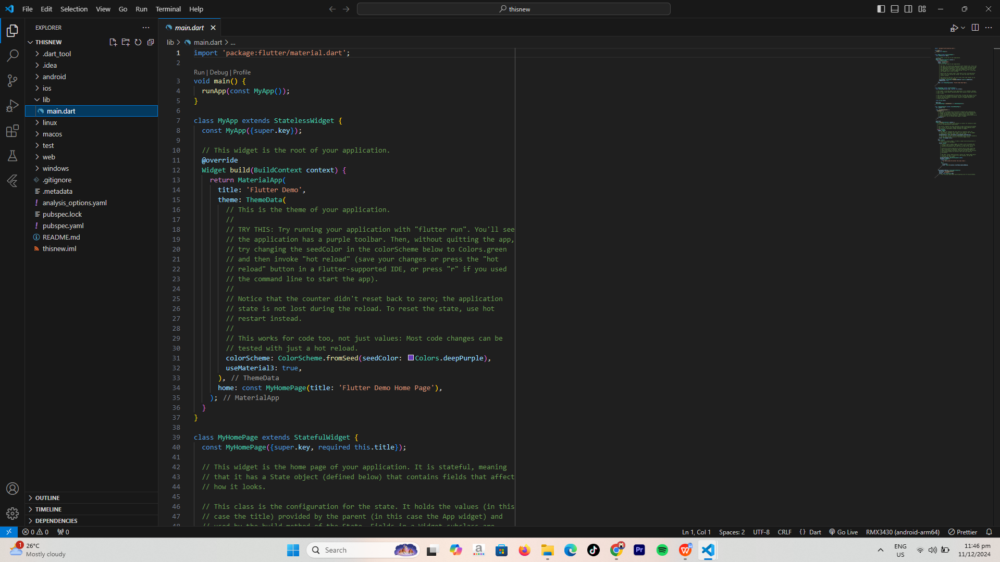 File Edit Selection View Go Run Terminal Help
thisnew
EXPLORER
THISNEW
.dart_tool
.idea
android
ios
lib
main.dart
linux
macos
test
web
windows
.gitignore
.metadata
analysis_options.yaml
pubspec.lock
pubspec.yaml
README.md
thisnew.iml
OUTLINE
TIMELINE
DEPENDENCIES
main.dart
lib > main.dart > ...
1 import 'package:flutter/material.dart';
2
Run | Debug | Profile
3 void main() {
4 runApp(const MyApp());
5 }
6
7 class MyApp extends StatelessWidget {
8 const MyApp({super.key});
9
10 // This widget is the root of your application.
11 @override
12 Widget build(BuildContext context) {
13 return MaterialApp(
14 title: 'Flutter Demo',
15 theme: ThemeData(
16 // This is the theme of your application.
17 //
18 // TRY THIS: Try running your application with "flutter run". You'll see
19 // the application has a purple toolbar. Then, without quitting the app,
20 // try changing the seedColor in the colorScheme below to Colors.green
21 // and then invoke "hot reload" (save your changes or press the "hot
22 // reload" button in a Flutter-supported IDE, or press "r" if you used
23 // the command line to start the app).
24 //
25 // Notice that the counter didn't reset back to zero; the application
26 // state is not lost during the reload. To reset the state, use hot
27 // restart instead.
28 //
29 // This works for code too, not just values: Most code changes can be
30 // tested with just a hot reload.
31 colorScheme: ColorScheme.fromSeed(seedColor: Colors.deepPurple),
32 useMaterial3: true,
33 ), // ThemeData
34 home: const MyHomePage(title: 'Flutter Demo Home Page'),
35 ); // MaterialApp
36 }
37 }
38
39 class MyHomePage extends StatefulWidget {
40 const MyHomePage({super.key, required this.title});
41
42 // This widget is the home page of your application. It is stateful, meaning
43 // that it has a State object (defined below) that contains fields that affect
44 // how it looks.
45
46 // This class is the configuration for the state. It holds the values (in this
47 // case the title) provided by the parent (in this case the App widget) and
48 // used by the build method of the State. Fields in a Widget subclass are
0 0 0
Ln 1, Col 1 Spaces: 2 UTF-8 CRLF {} Dart Go Live RMX3430 (android-arm64) Prettier
1 26°C
Mostly cloudy
Search
a
Pr
W
ENG
US
11:46 pm
11/12/2024